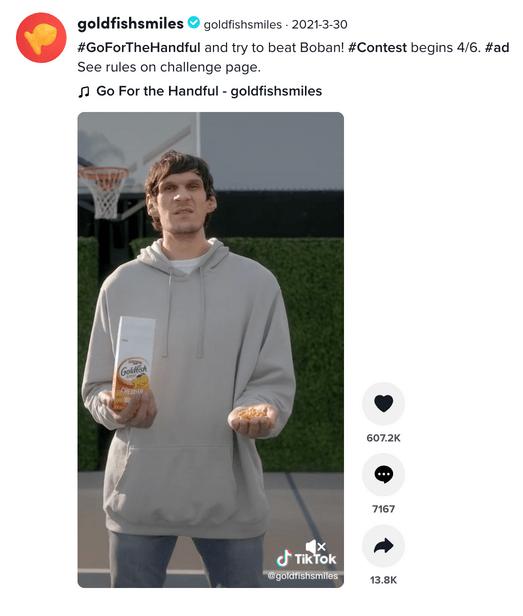 goldfishsmiles goldfishsmiles · 2021-3-30
#GoForTheHandful and try to beat Boban! #Contest begins 4/6. #ad
See rules on challenge page.
♫ Go For the Handful - goldfishsmiles
Goldfish
CHEDDAR
607.2K
7167
13.8K
TikTok
@goldfishsmiles